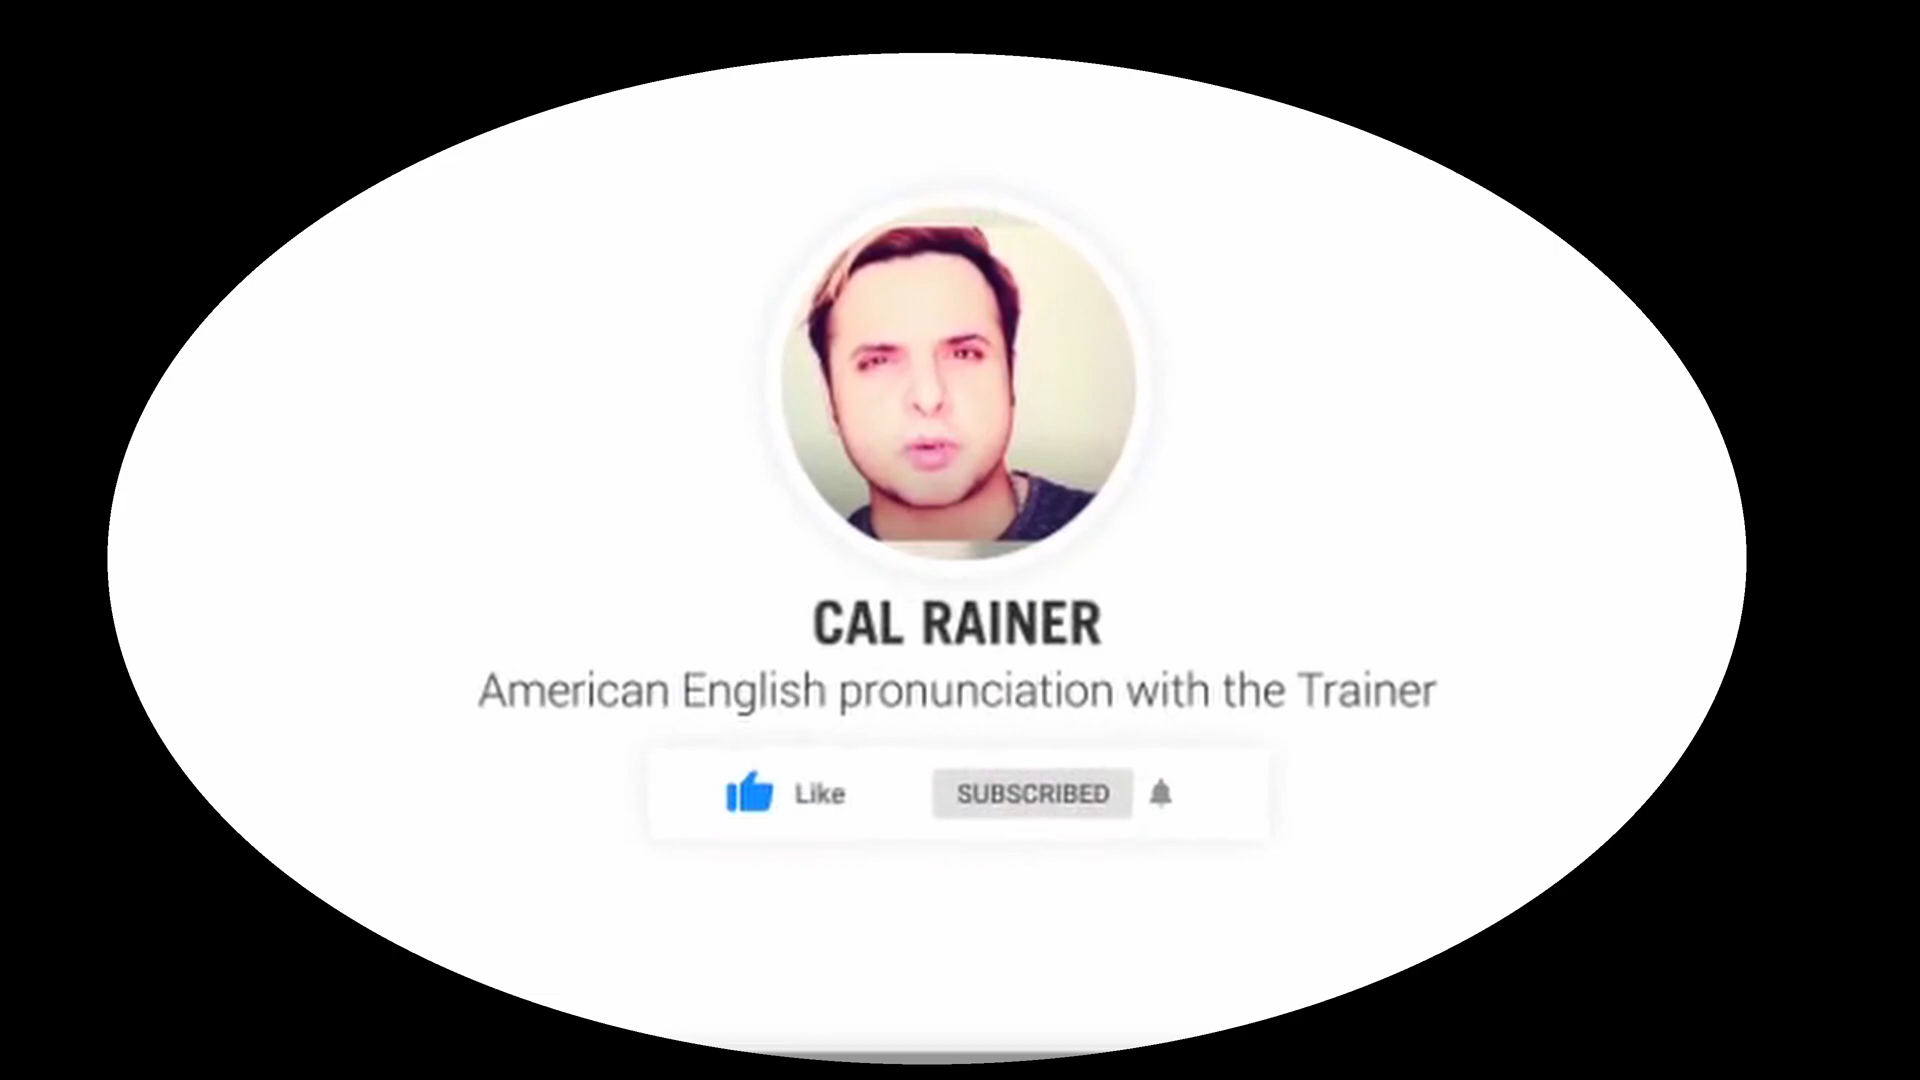 CAL RAINER
American English pronunciation with the Trainer
Like SUBSCRIBED